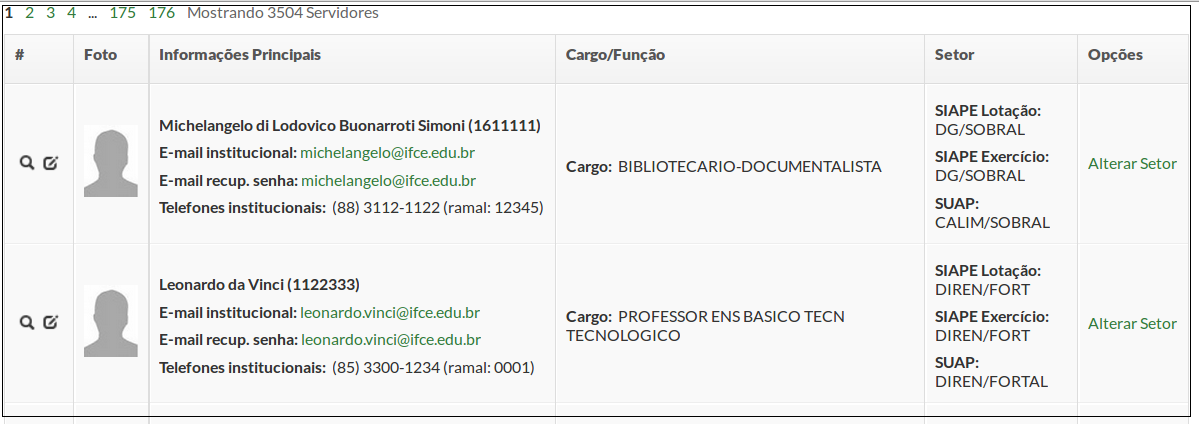 1 2 3 4 ... 175 176 Mostrando 3504 Servidores
# Foto Informações Principais Cargo/Função Setor Opções
Michelangelo di Lodovico Buonarroti Simoni (1611111)
E-mail institucional: michelangelo@ifce.edu.br
E-mail recup. senha: michelangelo@ifce.edu.br
Telefones institucionais: (88) 3112-1122 (ramal: 12345)
Cargo: BIBLIOTECARIO-DOCUMENTALISTA
SIAPE Lotação:
DG/SOBRAL
SIAPE Exercício:
DG/SOBRAL
SUAP:
CALIM/SOBRAL
Alterar Setor
Leonardo da Vinci (1122333)
E-mail institucional: leonardo.vinci@ifce.edu.br
E-mail recup. senha: leonardo.vinci@ifce.edu.br
Telefones institucionais: (85) 3300-1234 (ramal: 0001)
Cargo: PROFESSOR ENS BASICO TECN
TECNOLOGICO
SIAPE Lotação:
DIREN/FORT
SIAPE Exercício:
DIREN/FORT
SUAP:
DIREN/FORTAL
Alterar Setor